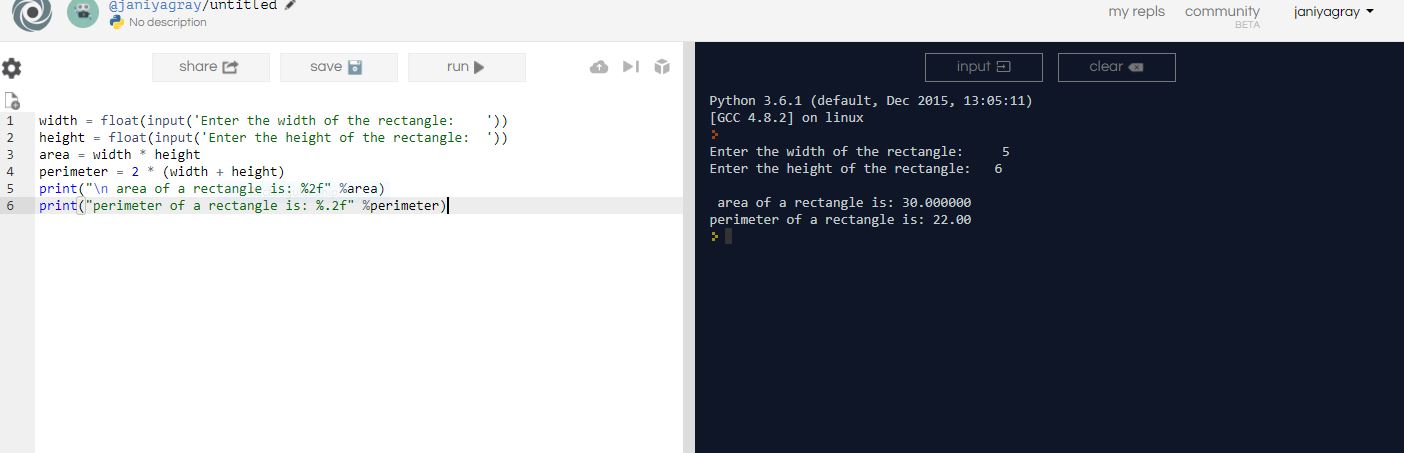 @janiyagray/untitled
No description
my repls community janiyagray
BETA
share save run
input clear
1 width = float(input('Enter the width of the rectangle:    '))
2 height = float(input('Enter the height of the rectangle:  '))
3 area = width * height
4 perimeter = 2 * (width + height)
5 print("\n area of a rectangle is: %2f" %area)
6 print("perimeter of a rectangle is: %.2f" %perimeter)
Python 3.6.1 (default, Dec 2015, 13:05:11)
[GCC 4.8.2] on linux
Enter the width of the rectangle:     5
Enter the height of the rectangle:   6
 area of a rectangle is: 30.000000
perimeter of a rectangle is: 22.00